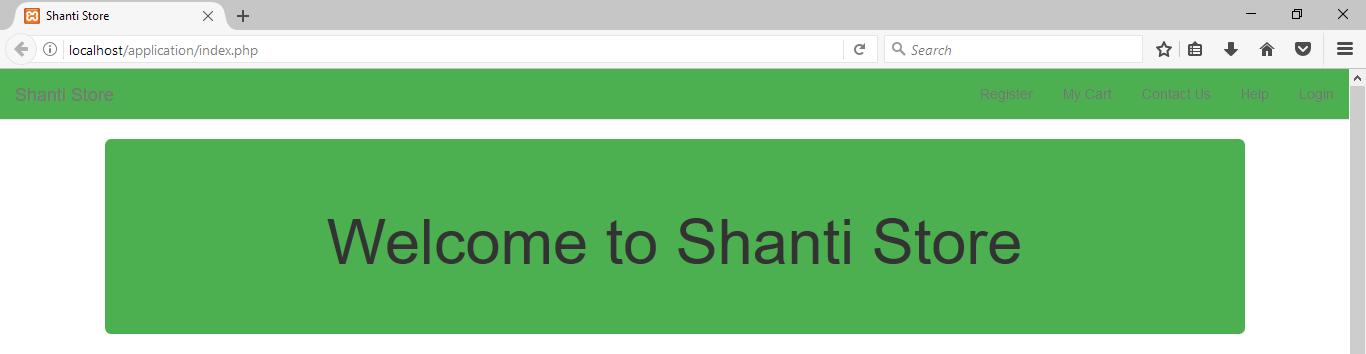 Shanti Store
localhost/application/index.php
Search
Shanti Store Register My Cart Contact Us Help Login
Welcome to Shanti Store